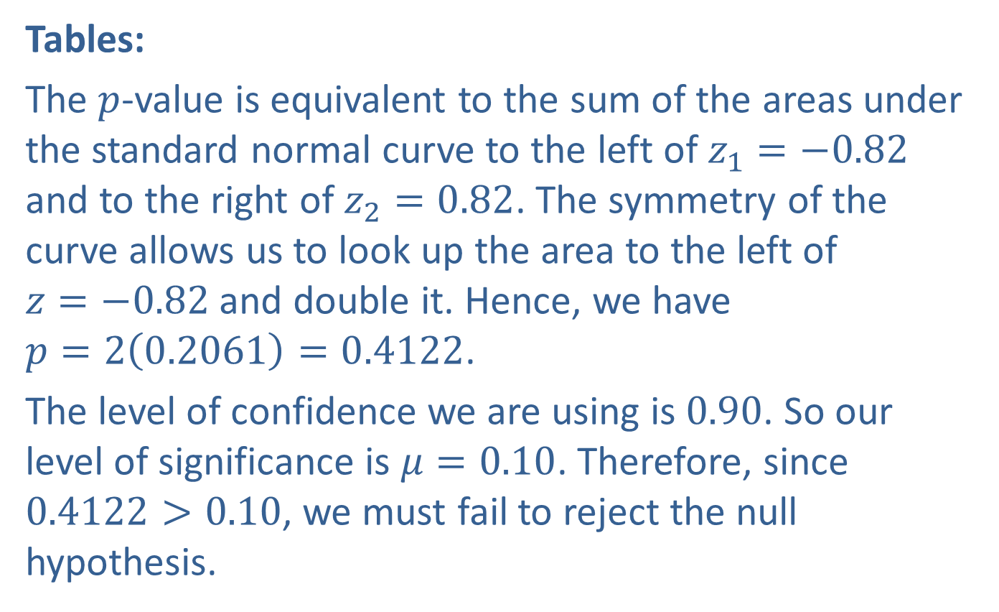 Tables:
The p-value is equivalent to the sum of the areas under
the standard normal curve to the left of z₁ = −0.82
and to the right of z₂ = 0.82. The symmetry of the
curve allows us to look up the area to the left of
z = −0.82 and double it. Hence, we have
p = 2(0.2061) = 0.4122.
The level of confidence we are using is 0.90. So our
level of significance is μ = 0.10. Therefore, since
0.4122 > 0.10, we must fail to reject the null
hypothesis.